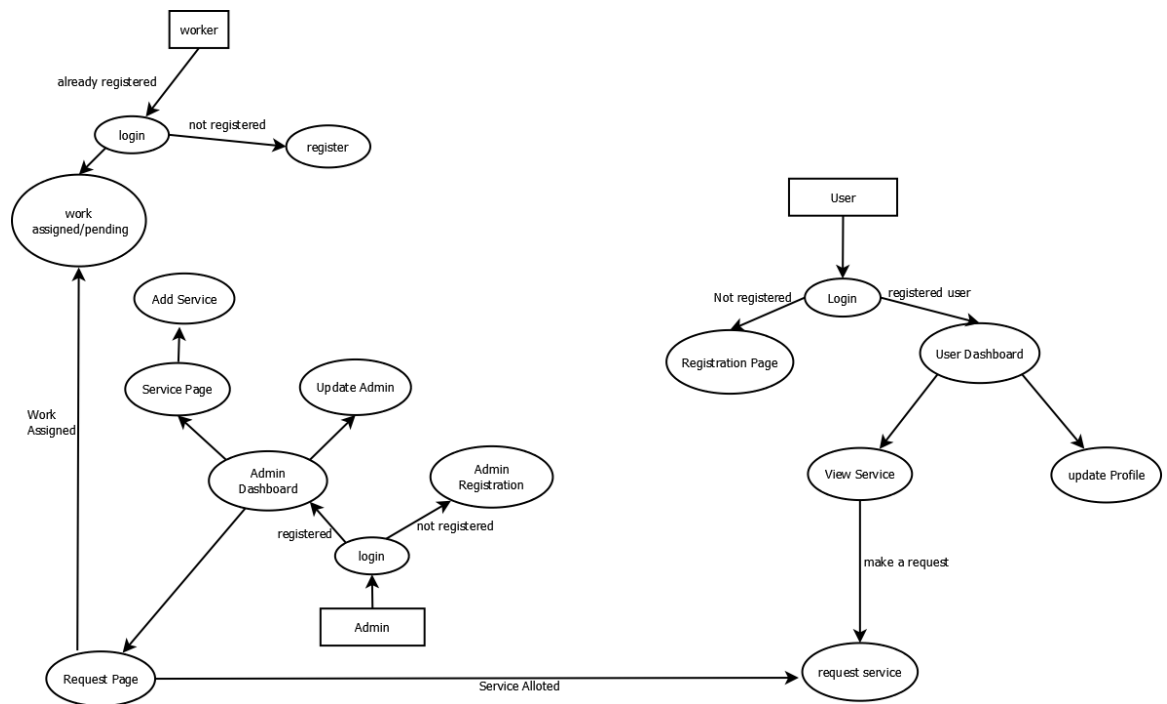 worker
already registered
login
not registered
register
work
assigned/pending
User
Add Service
Not registered
Login
registered user
Registration Page
User Dashboard
Service Page
Update Admin
Work
Assigned
Admin
Dashboard
Admin
Registration
View Service
update Profile
registered
not registered
login
make a request
Admin
Request Page
Service Alloted
request service